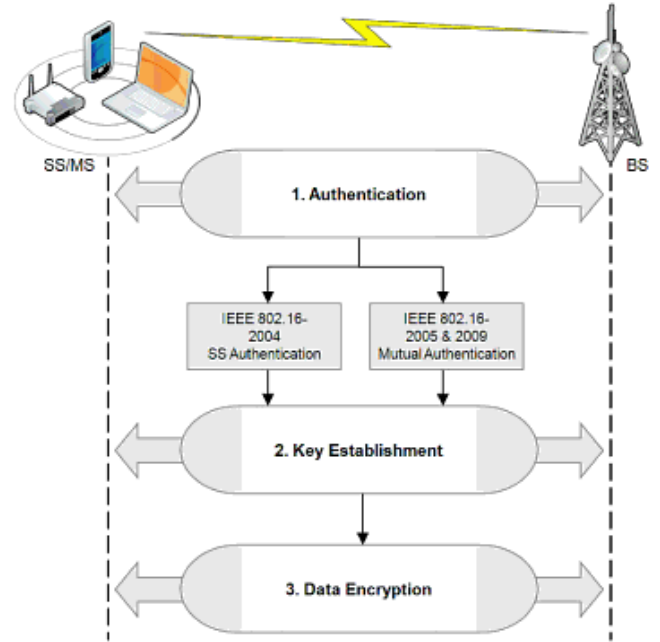 SS/MS
BS
1. Authentication
IEEE 802.16-
2004
SS Authentication
IEEE 802.16-
2005 & 2009
Mutual Authentication
2. Key Establishment
3. Data Encryption